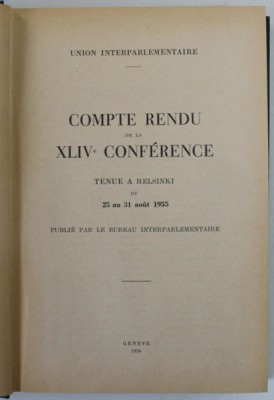 UNION INTERPARLEMENTAIRE
COMPTE RENDU
DE LA
XLIVe CONFÉRENCE
TENUE A HELSINKI
DU
25 au 31 août 1955
PUBLIÉ PAR LE BUREAU INTERPARLEMENTAIRE
GENÈVE
1956